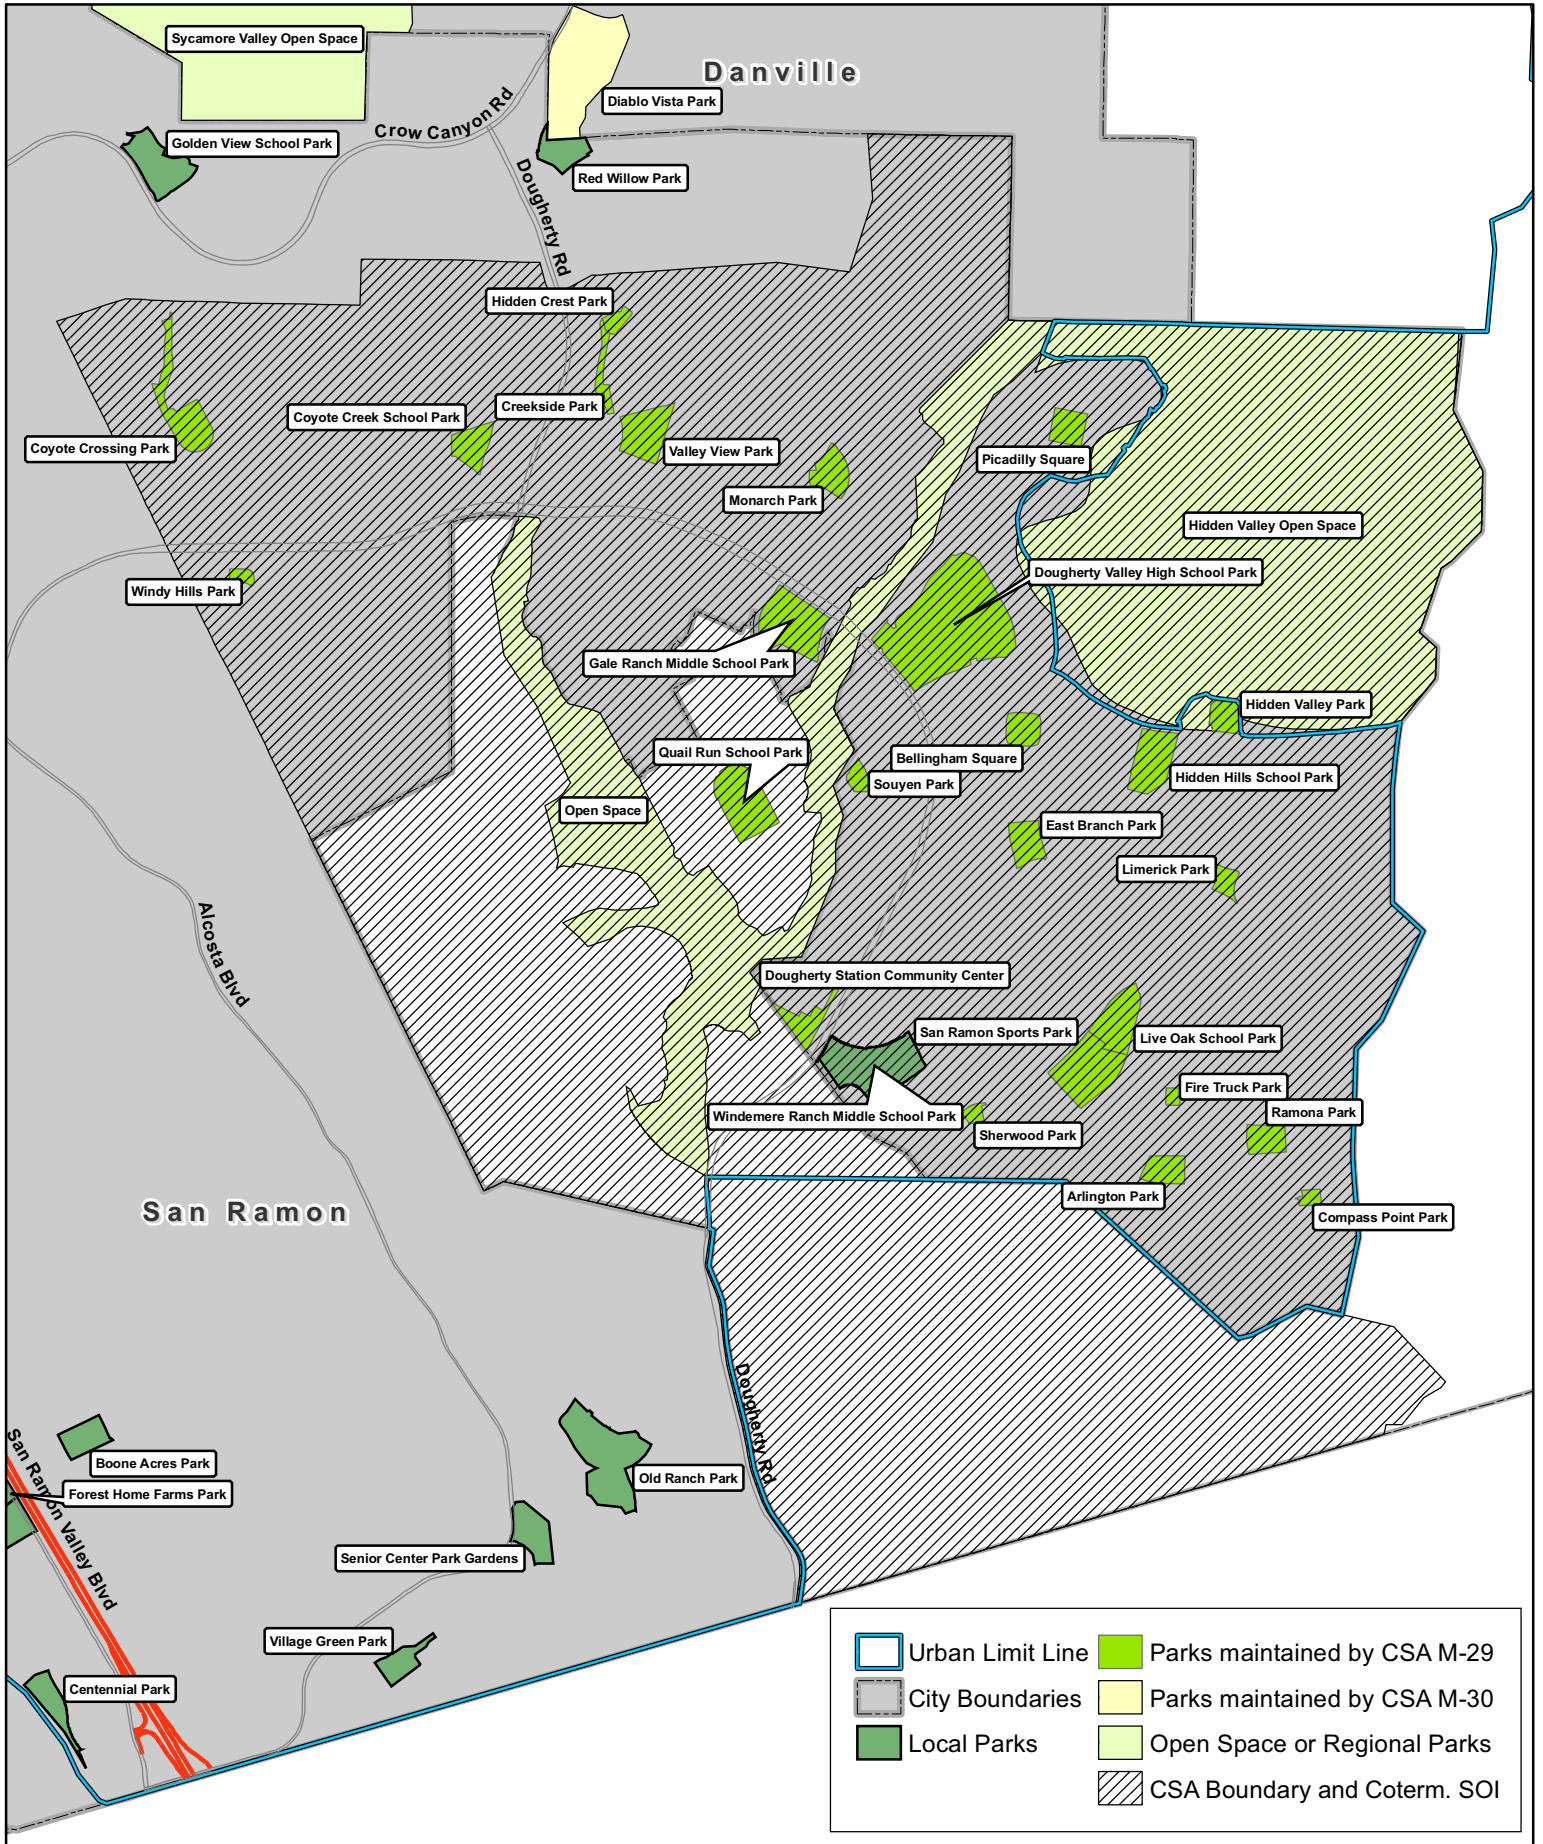 Sycamore Valley Open Space
Danville
Diablo Vista Park
Crow Canyon Rd
Golden View School Park
Red Willow Park
Dougherty Rd
Hidden Crest Park
Creekside Park
Coyote Creek School Park
Coyote Crossing Park
Valley View Park
Picadilly Square
Monarch Park
Hidden Valley Open Space
Dougherty Valley High School Park
Windy Hills Park
Gale Ranch Middle School Park
Hidden Valley Park
Quail Run School Park
Bellingham Square
Hidden Hills School Park
Souyen Park
Open Space
East Branch Park
Limerick Park
Alcosta Blvd
Dougherty Station Community Center
San Ramon Sports Park
Live Oak School Park
Fire Truck Park
Ramona Park
Windemere Ranch Middle School Park
Sherwood Park
Arlington Park
San Ramon
Compass Point Park
Dougherty Rd
San Ramon Valley Blvd
Boone Acres Park
Old Ranch Park
Forest Home Farms Park
Senior Center Park Gardens
Village Green Park
Centennial Park
Urban Limit Line
City Boundaries
Local Parks
Parks maintained by CSA M-29
Parks maintained by CSA M-30
Open Space or Regional Parks
CSA Boundary and Coterm. SOI